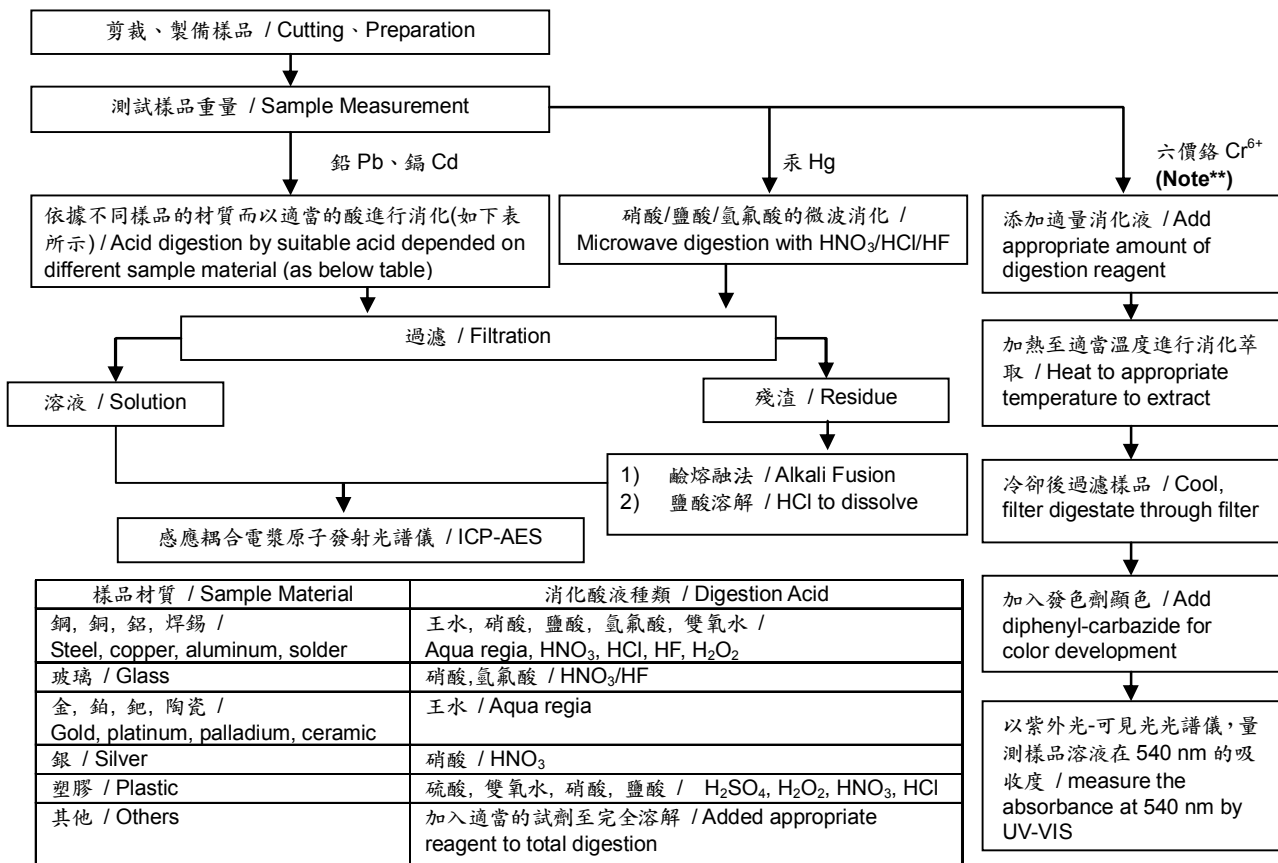 剪裁、製備樣品 / Cutting、Preparation
測試樣品重量 / Sample Measurement
鉛 Pb、鎘 Cd
汞 Hg
六價鉻 Cr6+
(Note**)
依據不同樣品的材質而以適當的酸進行消化(如下表
所示) / Acid digestion by suitable acid depended on
different sample material (as below table)
硝酸/鹽酸/氫氟酸的微波消化 /
Microwave digestion with HNO3/HCl/HF
添加適量消化液 / Add
appropriate amount of
digestion reagent
過濾 / Filtration
加熱至適當溫度進行消化萃
取 / Heat to appropriate
temperature to extract
溶液 / Solution
殘渣 / Residue
1) 鹼熔融法 / Alkali Fusion
2) 鹽酸溶解 / HCl to dissolve
冷卻後過濾樣品 / Cool,
filter digestate through filter
感應耦合電漿原子發射光譜儀 / ICP-AES
加入發色劑顯色 / Add
diphenyl-carbazide for
color development
以紫外光-可見光光譜儀,量
測樣品溶液在 540 nm 的吸
收度 / measure the
absorbance at 540 nm by
UV-VIS
樣品材質 / Sample Material
消化酸液種類 / Digestion Acid
鋼, 銅, 鋁, 焊錫 /
Steel, copper, aluminum, solder
王水, 硝酸, 鹽酸, 氫氟酸, 雙氧水 /
Aqua regia, HNO3, HCl, HF, H2O2
玻璃 / Glass
硝酸,氫氟酸 / HNO3/HF
金, 鉑, 鈀, 陶瓷 /
Gold, platinum, palladium, ceramic
王水 / Aqua regia
銀 / Silver
硝酸 / HNO3
塑膠 / Plastic
硫酸, 雙氧水, 硝酸, 鹽酸 / H2SO4, H2O2, HNO3, HCl
其他 / Others
加入適當的試劑至完全溶解 / Added appropriate
reagent to total digestion